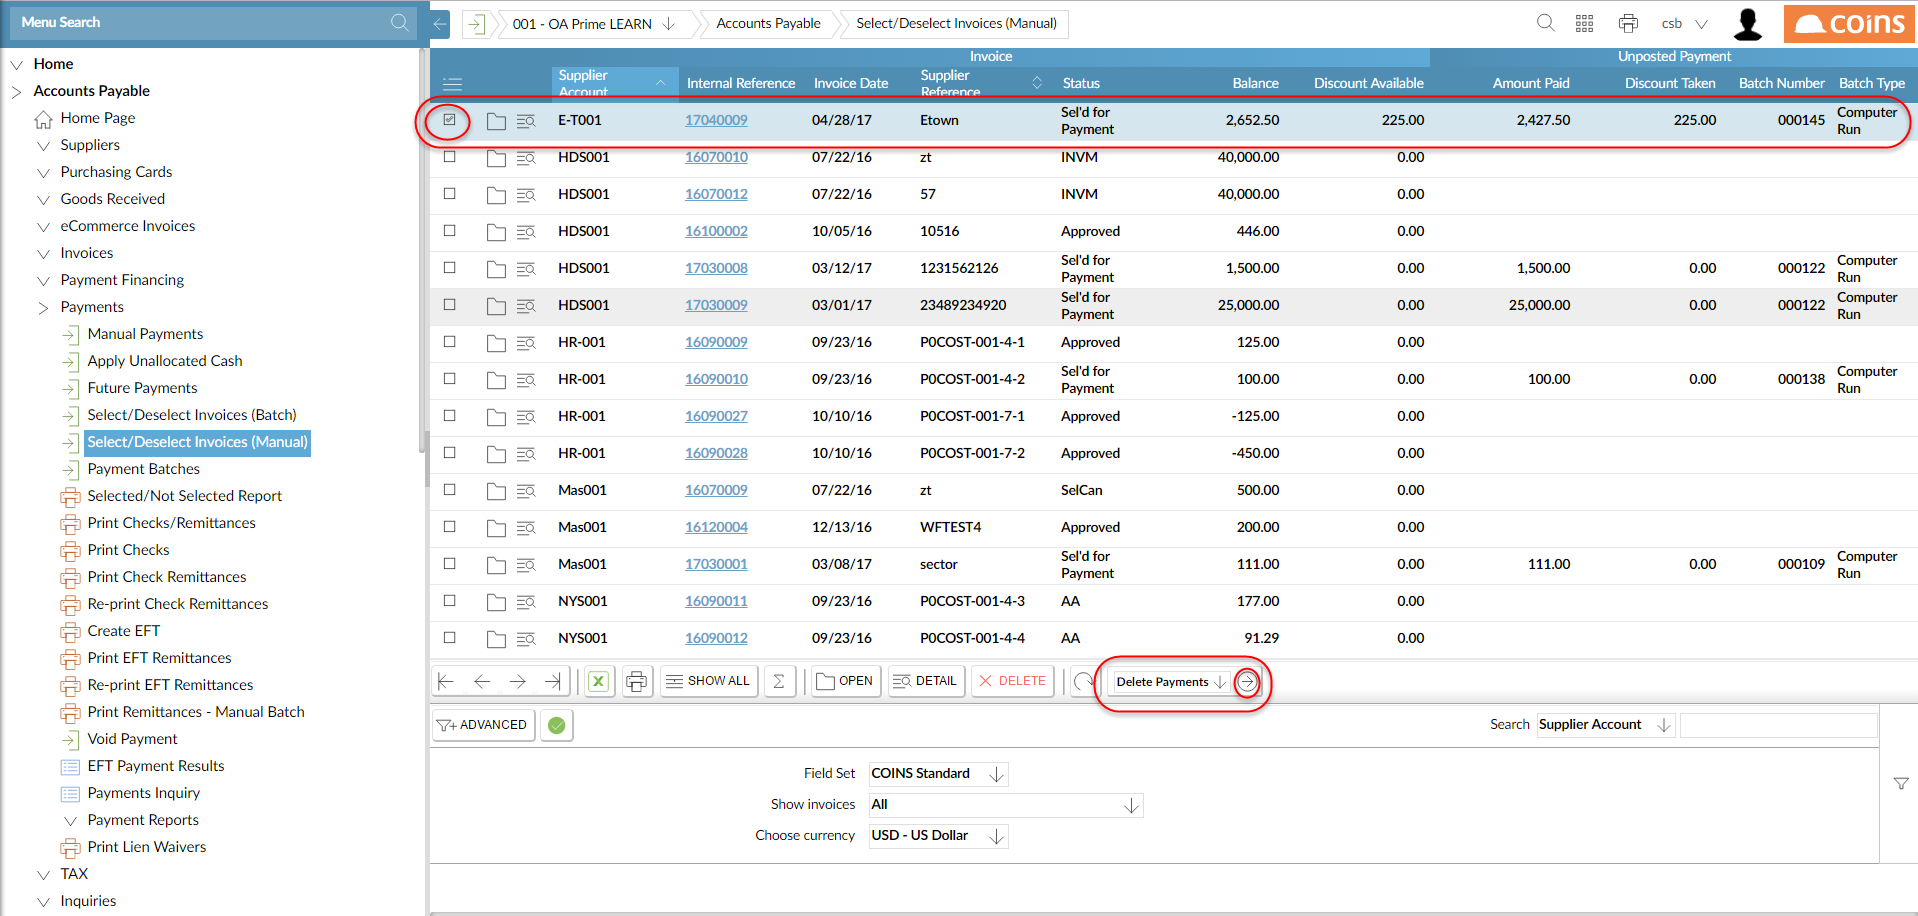 Menu Search
001 - OA Prime LEARN
Accounts Payable
Select/Deselect Invoices (Manual)
csb
coins
Home
Accounts Payable
Home Page
Suppliers
Purchasing Cards
Goods Received
eCommerce Invoices
Invoices
Payment Financing
Payments
Manual Payments
Apply Unallocated Cash
Future Payments
Select/Deselect Invoices (Batch)
Select/Deselect Invoices (Manual)
Payment Batches
Selected/Not Selected Report
Print Checks/Remittances
Print Checks
Print Check Remittances
Re-print Check Remittances
Create EFT
Print EFT Remittances
Re-print EFT Remittances
Print Remittances - Manual Batch
Void Payment
EFT Payment Results
Payments Inquiry
Payment Reports
Print Lien Waivers
TAX
Inquiries
Invoice Unposted Payment
Supplier Account Internal Reference Invoice Date Supplier Reference Status Balance Discount Available Amount Paid Discount Taken Batch Number Batch Type
E-T001 17040009 04/28/17 Etown Sel'd for Payment 2,652.50 225.00 2,427.50 225.00 000145 Computer Run
HDS001 16070010 07/22/16 zt INVM 40,000.00 0.00
HDS001 16070012 07/22/16 57 INVM 40,000.00 0.00
HDS001 16100002 10/05/16 10516 Approved 446.00 0.00
HDS001 17030008 03/12/17 1231562126 Sel'd for Payment 1,500.00 0.00 1,500.00 0.00 000122 Computer Run
HDS001 17030009 03/01/17 23489234920 Sel'd for Payment 25,000.00 0.00 25,000.00 0.00 000122 Computer Run
HR-001 16090009 09/23/16 P0COST-001-4-1 Approved 125.00 0.00
HR-001 16090010 09/23/16 P0COST-001-4-2 Sel'd for Payment 100.00 0.00 100.00 0.00 000138 Computer Run
HR-001 16090027 10/10/16 P0COST-001-7-1 Approved -125.00 0.00
HR-001 16090028 10/10/16 P0COST-001-7-2 Approved -450.00 0.00
Mas001 16070009 07/22/16 zt SelCan 500.00 0.00
Mas001 16120004 12/13/16 WFTEST4 Approved 200.00 0.00
Mas001 17030001 03/08/17 sector Sel'd for Payment 111.00 0.00 111.00 0.00 000109 Computer Run
NYS001 16090011 09/23/16 P0COST-001-4-3 AA 177.00 0.00
NYS001 16090012 09/23/16 P0COST-001-4-4 AA 91.29 0.00
SHOW ALL Σ OPEN DETAIL DELETE Delete Payments
ADVANCED Search Supplier Account
Field Set COINS Standard
Show invoices All
Choose currency USD - US Dollar